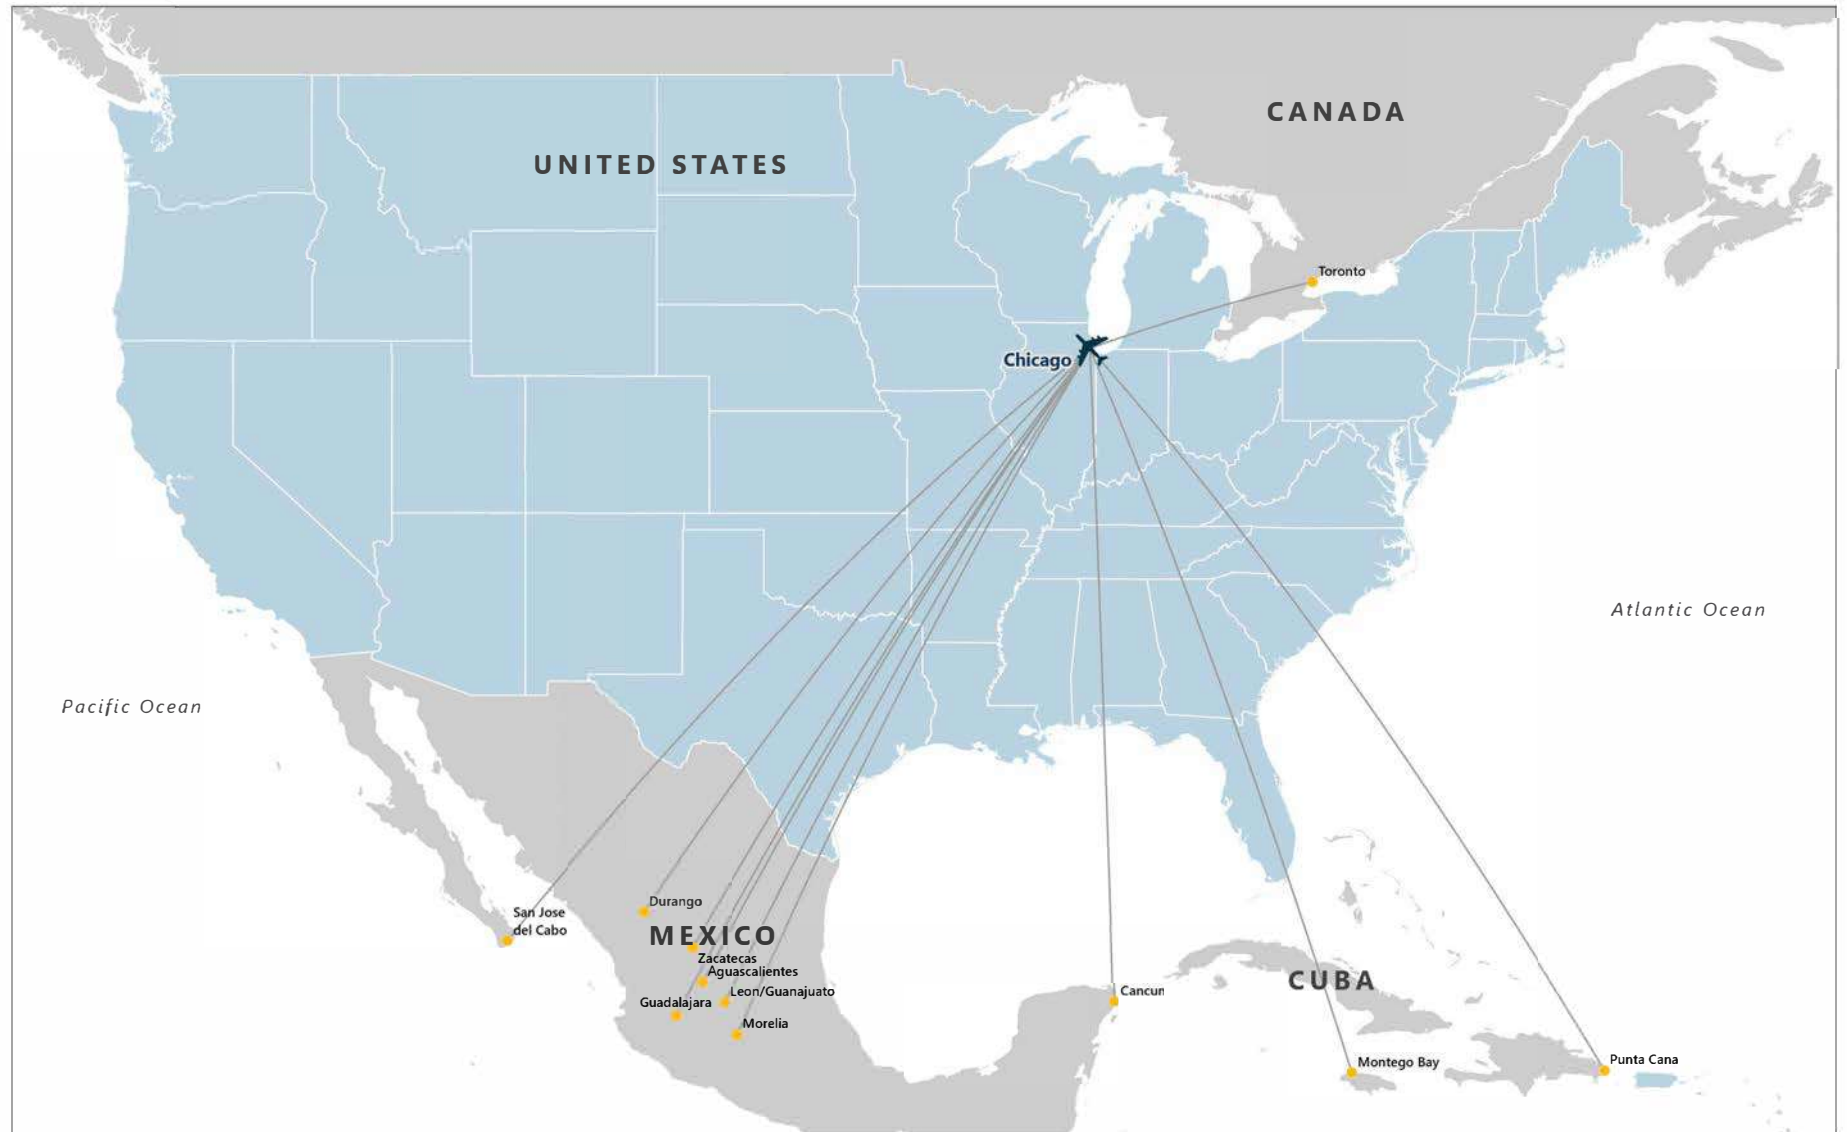 CANADA
UNITED STATES
Toronto
Chicago
Atlantic Ocean
Pacific Ocean
Durango
San Jose
del Cabo
MEXICO
Zacatecas
Aguascalientes
CUBA
Leon/Guanajuato
Cancun
Guadalajara
Morelia
Punta Cana
Montego Bay